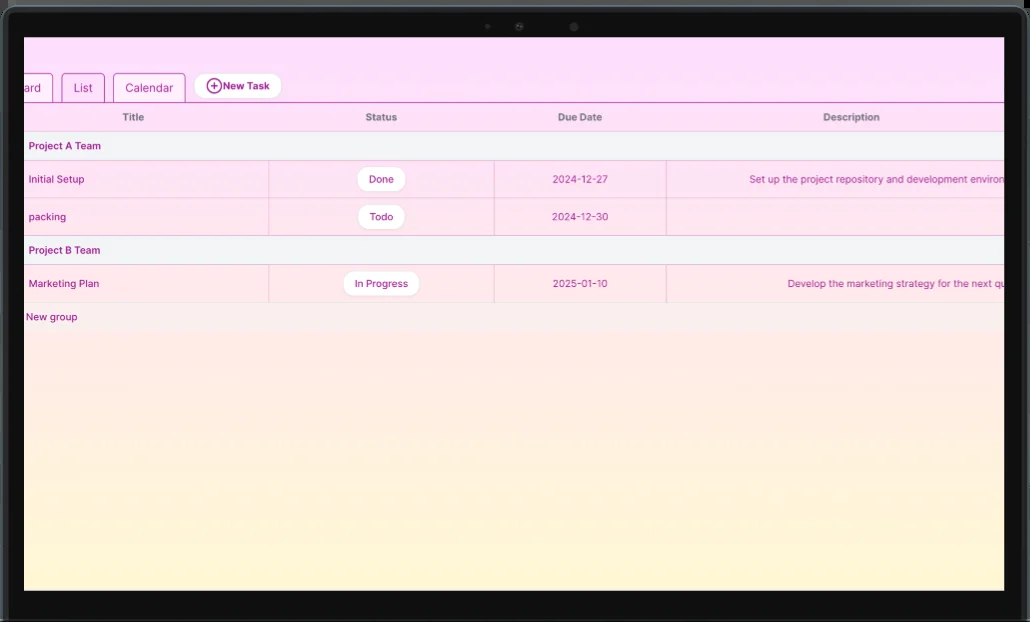 ard List Calendar New Task
Title Status Due Date Description
Project A Team
Initial Setup Done 2024-12-27 Set up the project repository and development environ
packing Todo 2024-12-30
Project B Team
Marketing Plan In Progress 2025-01-10 Develop the marketing strategy for the next qu
New group